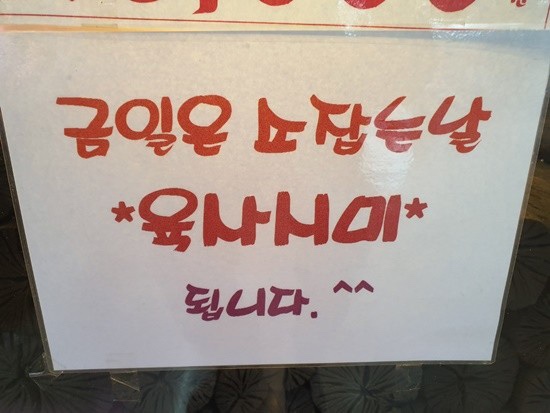 금일은 소잡는날
*육사시미*
됩니다. ^^